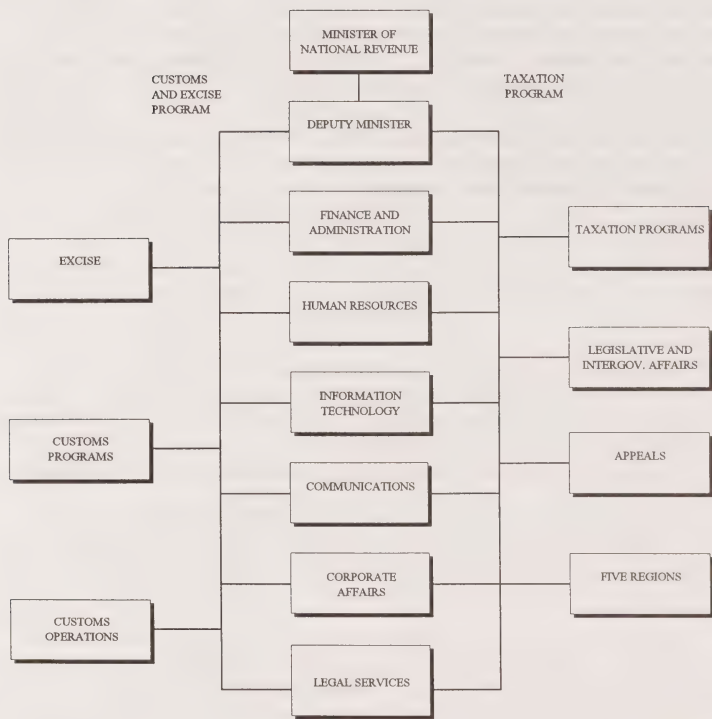 MINISTER OF
NATIONAL REVENUE
CUSTOMS
AND EXCISE
PROGRAM
TAXATION
PROGRAM
DEPUTY MINISTER
FINANCE AND
ADMINISTRATION
TAXATION PROGRAMS
EXCISE
HUMAN RESOURCES
LEGISLATIVE AND
INTERGOV. AFFAIRS
INFORMATION
TECHNOLOGY
CUSTOMS
PROGRAMS
APPEALS
COMMUNICATIONS
CORPORATE
AFFAIRS
FIVE REGIONS
CUSTOMS
OPERATIONS
LEGAL SERVICES